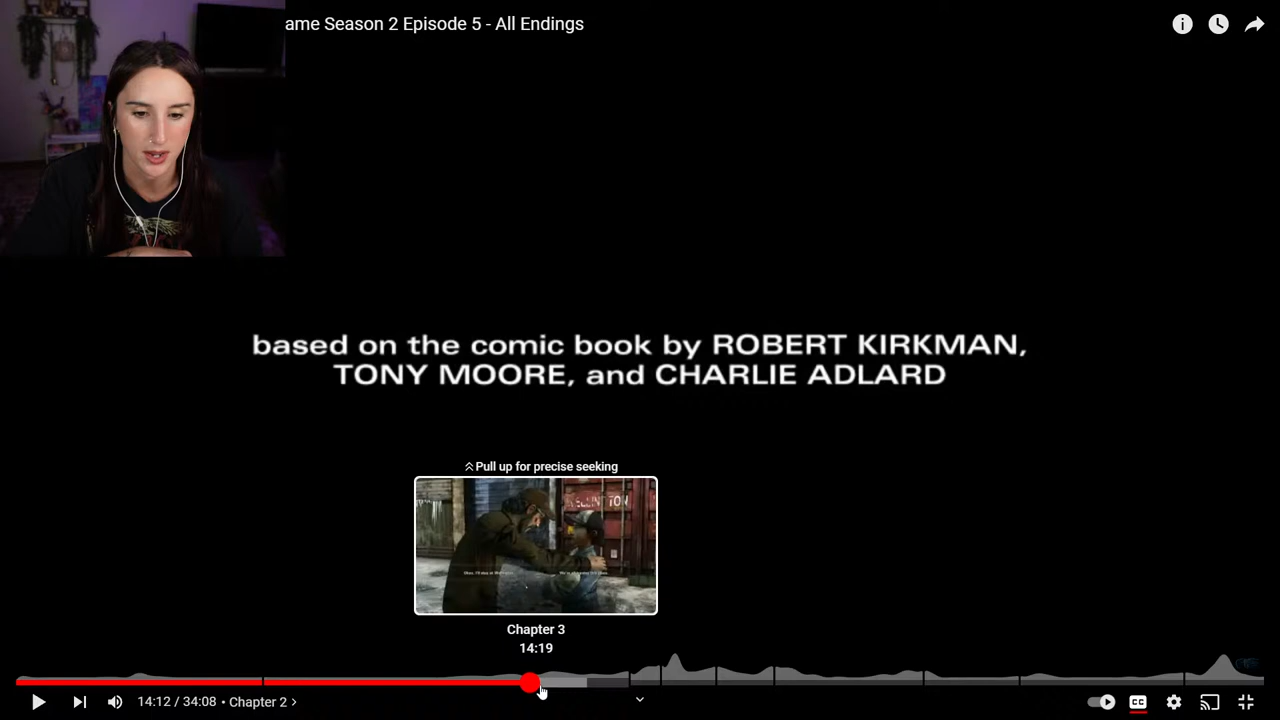 ame Season 2 Episode 5 - All Endings
based on the comic book by ROBERT KIRKMAN,
TONY MOORE, and CHARLIE ADLARD
Pull up for precise seeking
Chapter 3
14:19
14:12 / 34:08 • Chapter 2 >
CC